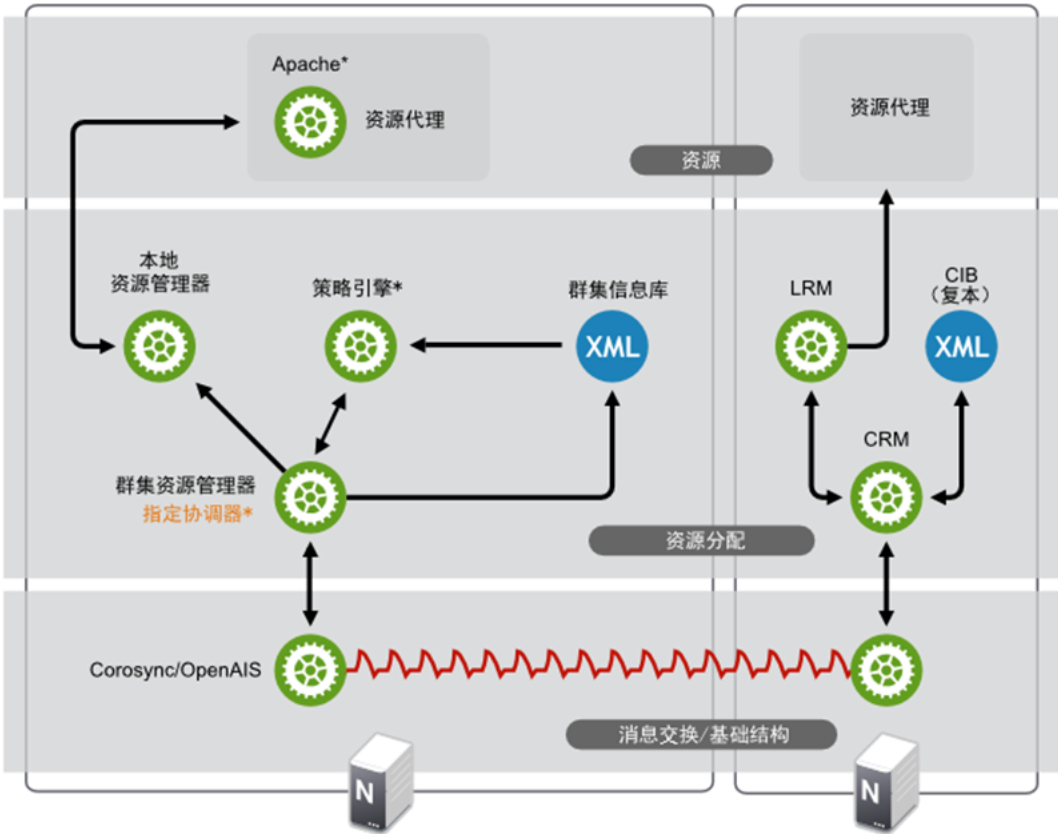 Apache*
资源代理
资源代理
资源
本地
资源管理器
策略引擎*
群集信息库
XML
LRM
CIB
（复本）
XML
CRM
群集资源管理器
指定协调器*
资源分配
Corosync/OpenAIS
消息交换/基础结构
N
N